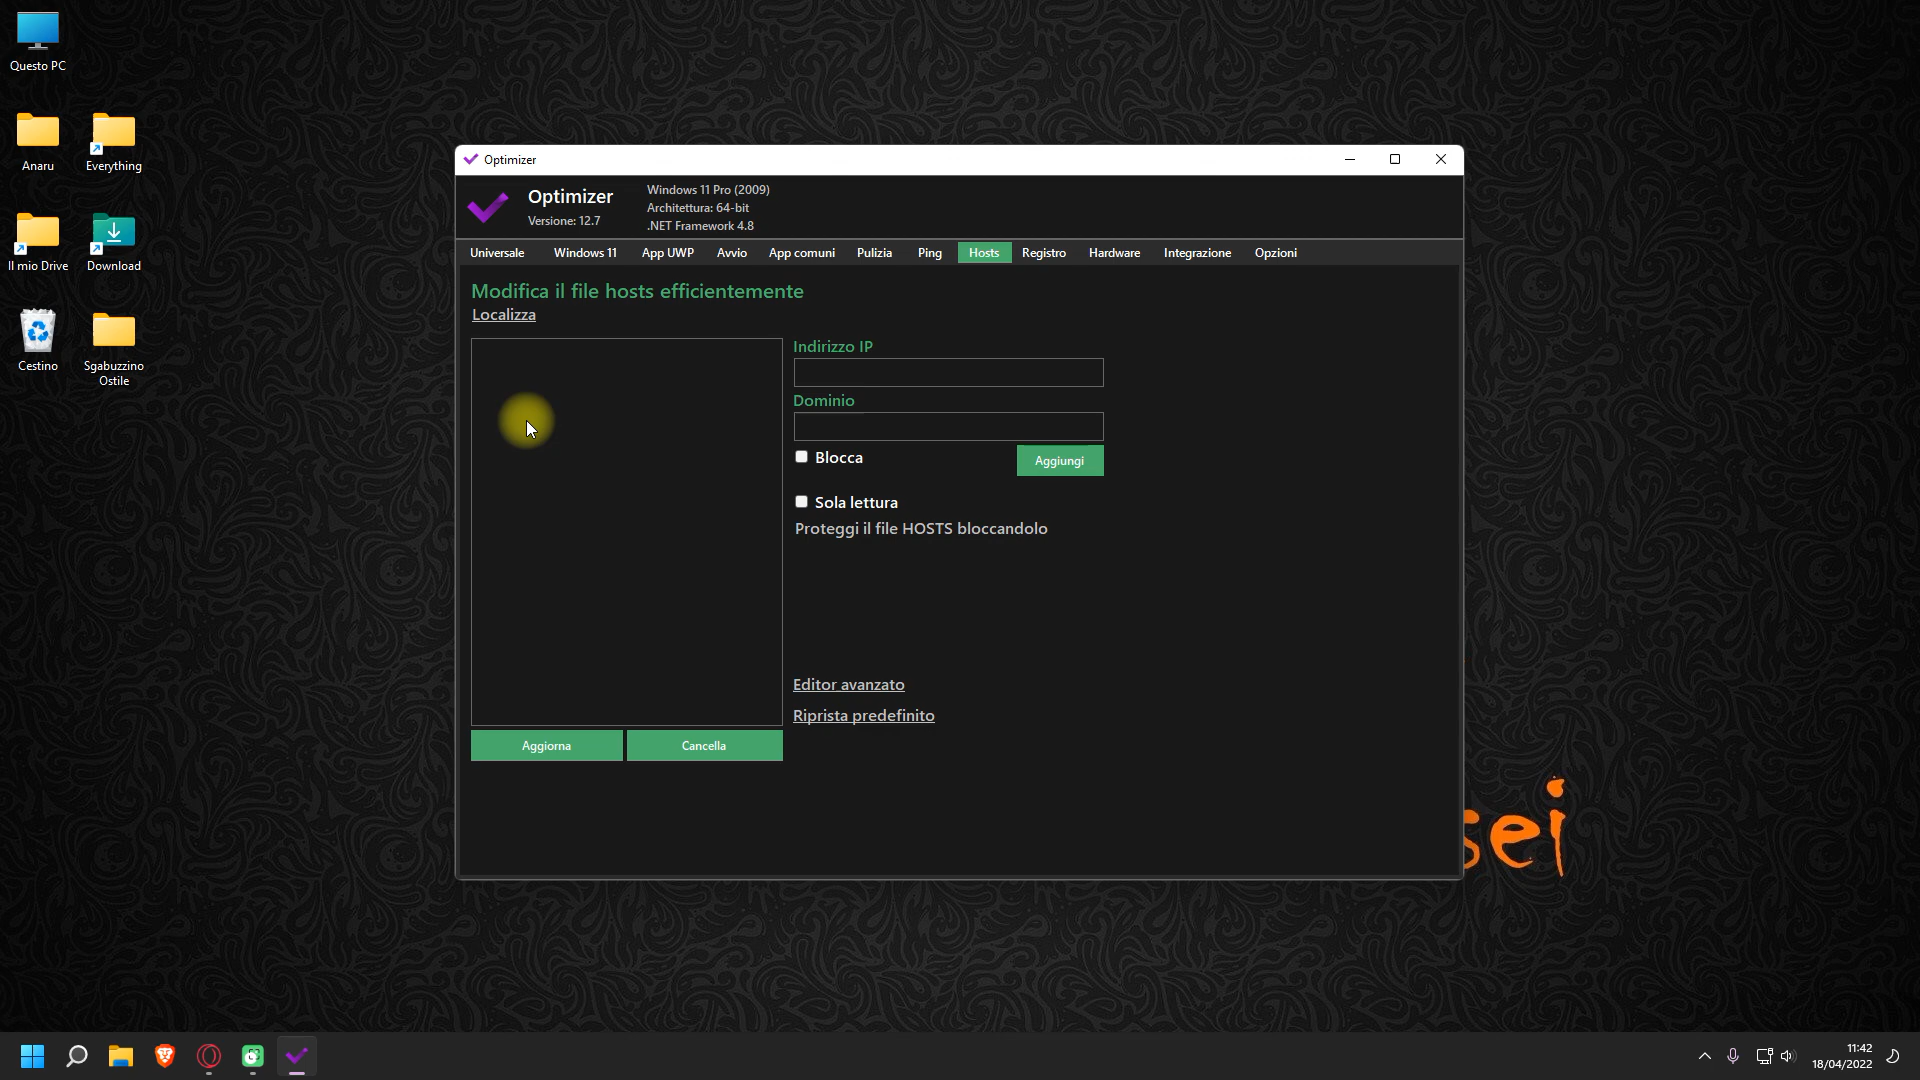 Questo PC
Anaru
Everything
Il mio Drive
Download
Cestino
Sgabuzzino
Ostile
Optimizer
Optimizer
Versione: 12.7
Windows 11 Pro (2009)
Architettura: 64-bit
.NET Framework 4.8
Universale
Windows 11
App UWP
Avvio
App comuni
Pulizia
Ping
Hosts
Registro
Hardware
Integrazione
Opzioni
Modifica il file hosts efficientemente
Localizza
Indirizzo IP
Dominio
Blocca
Aggiungi
Sola lettura
Proteggi il file HOSTS bloccandolo
Editor avanzato
Riprista predefinito
Aggiorna
Cancella
sei
11:42
18/04/2022